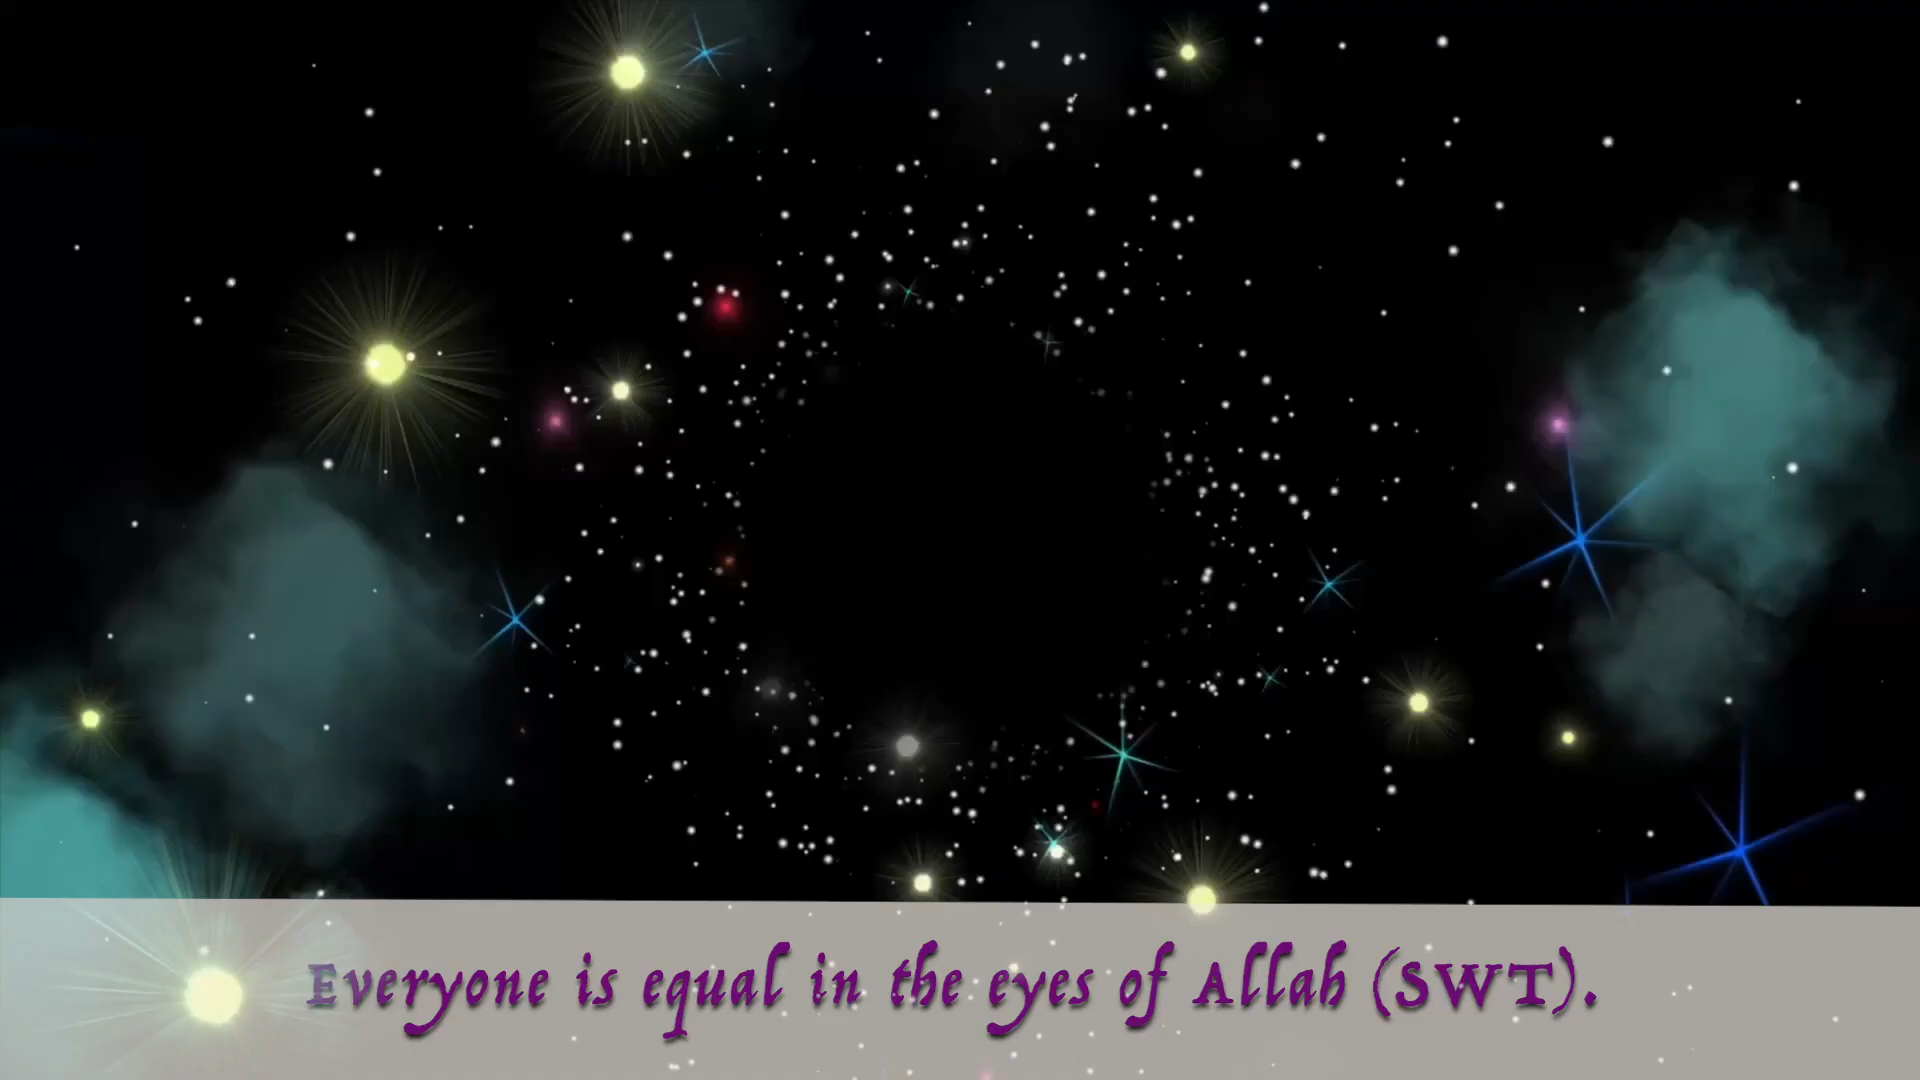 Everyone is equal in the eyes of Allah (SWT).